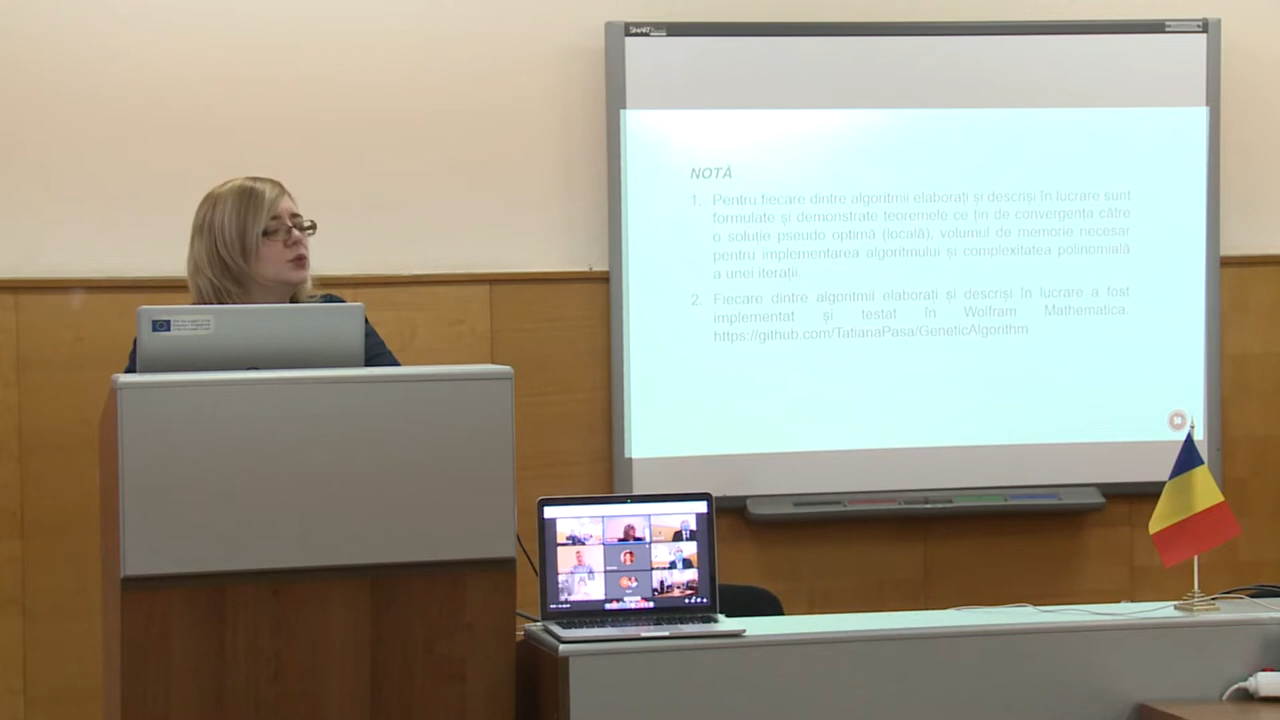 SMART Board
NOTĂ
1. Pentru fiecare dintre algoritmii elaborați și descriși în lucrare sunt
formulate și demonstrate teoremele ce țin de convergența către
o soluție pseudo optimă (locală), volumul de memorie necesar
pentru implementarea algoritmului și complexitatea polinomială
a unei iterații.
2. Fiecare dintre algoritmii elaborați și descriși în lucrare a fost
implementat și testat în Wolfram Mathematica.
https://github.com/TatianaPasa/GeneticAlgorithm